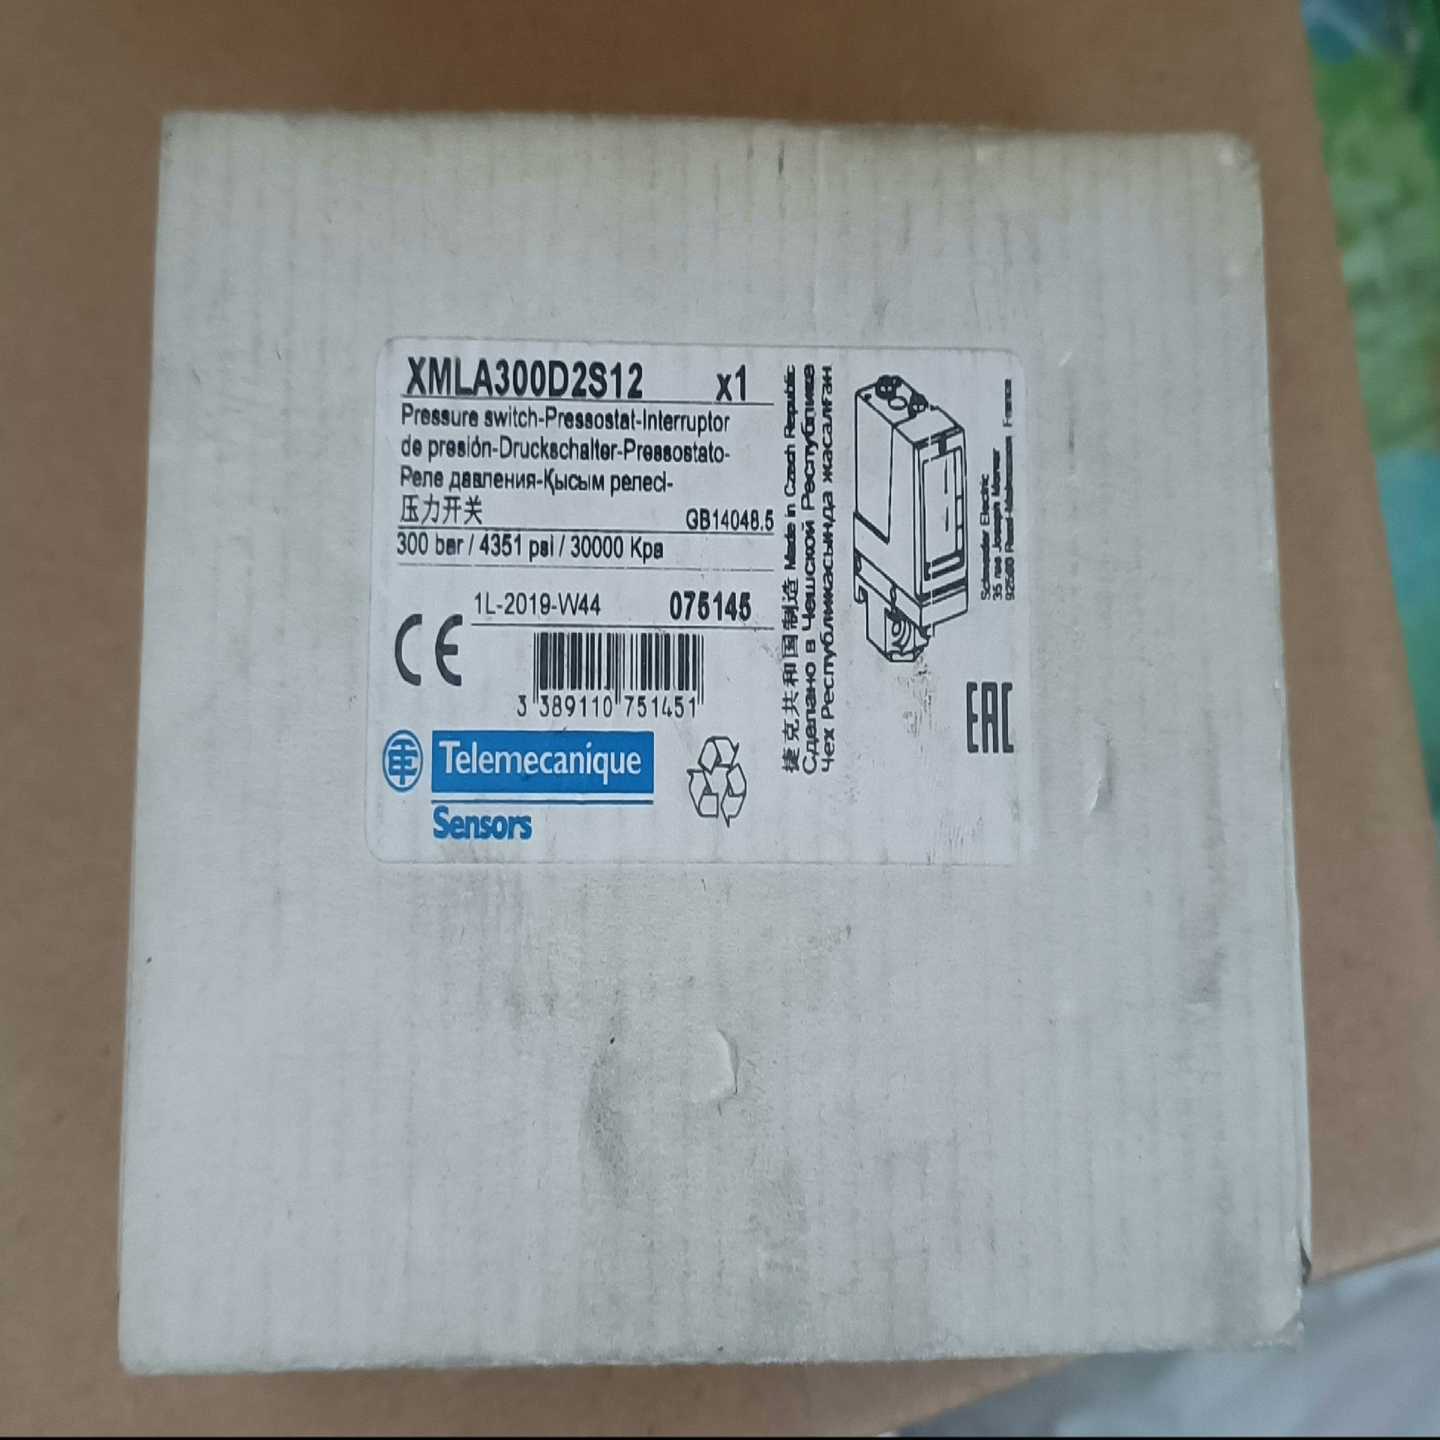 XMLA300D2S12 x1
Pressure switch-Pressostat-Interruptor
de presión-Druckschalter-Pressostato-
Реле давления-Қысым релесі-
压力开关 GB14048.5
300 bar / 4351 psi / 30000 Kpa
1L-2019-W44 075145
CE
3 389110 751451
Telemecanique
Sensors
捷克共和国制造 Made in Czech Republic
Сделано в Чешской Республике
Чех Республикасында жасалған
Schneider Electric
35 rue Joseph Monier
92500 Rueil-Malmaison France
EAC